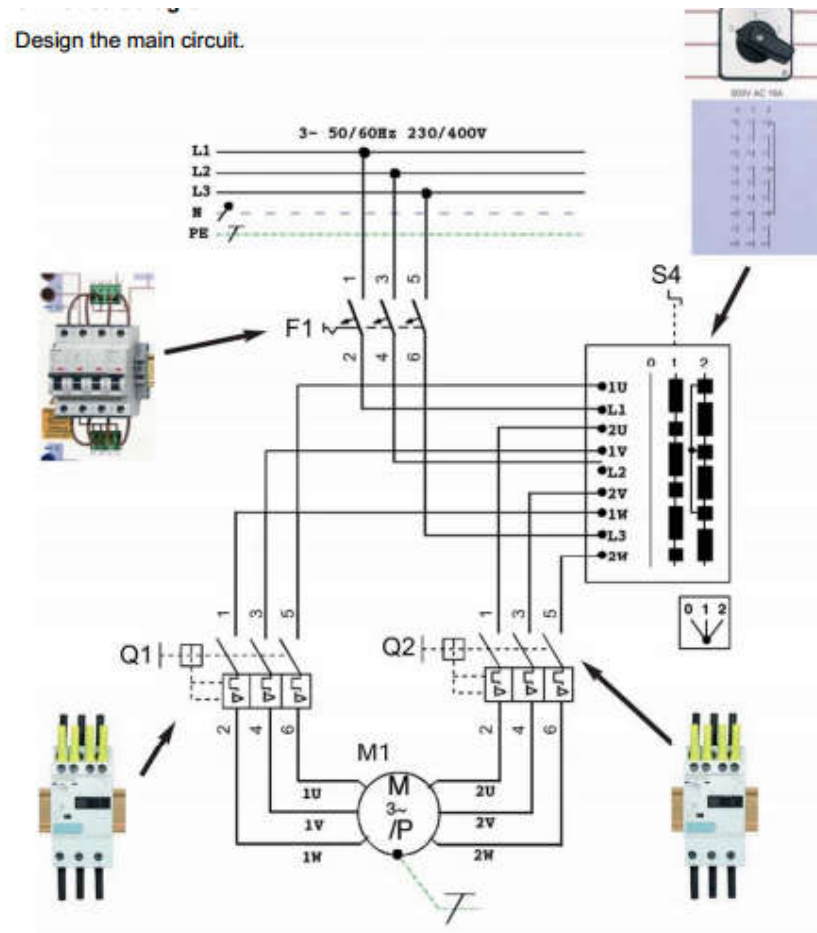 Design the main circuit.
3~ 50/60Hz 230/400V
L1
L2
L3
N
PE
1 3 5
F1
2 4 6
S4
0 1 2
1U
L1
2U
1V
L2
2V
1W
L3
2W
0 1 2
1 3 5
Q1
2 4 6
1 3 5
Q2
2 4 6
M1
M
3~
/P
1U
1V
1W
2U
2V
2W